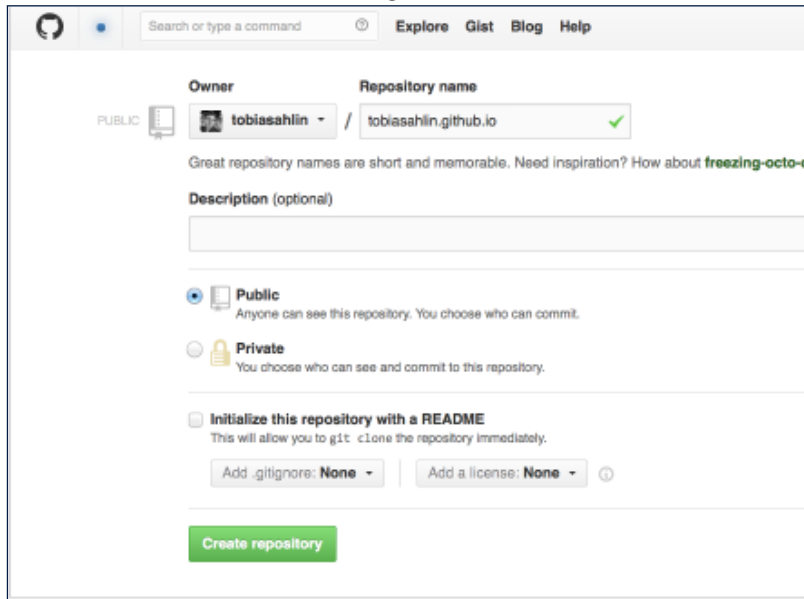 Search or type a command Explore Gist Blog Help
Owner Repository name
PUBLIC tobiasahlin / tobiasahlin.github.io
Great repository names are short and memorable. Need inspiration? How about freezing-octo-
Description (optional)
Public
Anyone can see this repository. You choose who can commit.
Private
You choose who can see and commit to this repository.
Initialize this repository with a README
This will allow you to git clone the repository immediately.
Add .gitignore: None Add a license: None
Create repository